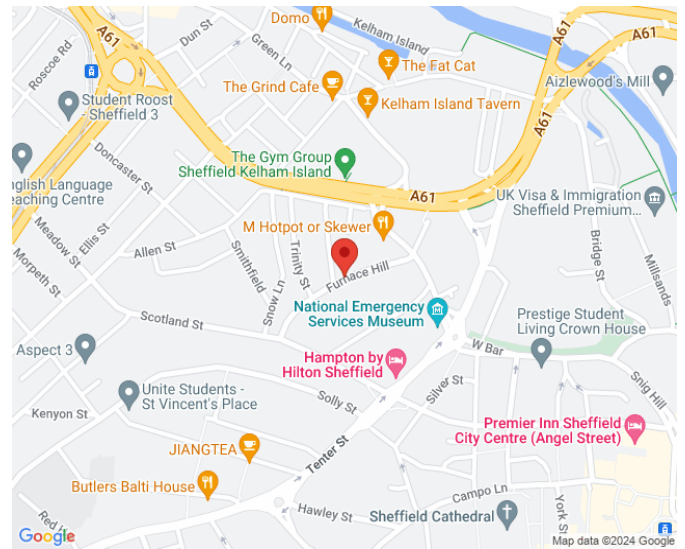 A61
Domo
Kelham Island
Roscoe Rd
Dun St
Green Ln
A61
The Fat Cat
Aizlewood's Mill
The Grind Cafe
Student Roost
- Sheffield 3
Kelham Island Tavern
A61
The Gym Group
Sheffield Kelham Island
Doncaster St
English Language
eaching Centre
A61
UK Visa & Immigration
Sheffield Premium...
M Hotpot or Skewer
Meadow St
Ellis St
Allen St
Smithfield
Trinity St
Bridge St
Millsands
Morpeth St
Snow Ln
Furnace Hill
National Emergency
Services Museum
Scotland St
Prestige Student
Living Crown House
W Bar
Aspect 3
Hampton by
Hilton Sheffield
Snig Hill
Unite Students -
St Vincent's Place
Solly St
Silver St
Kenyon St
Premier Inn Sheffield
City Centre (Angel Street)
JIANGTEA
Tenter St
Butlers Balti House
Campo Ln
York St
Hawley St
Sheffield Cathedral
Google
Map data ©2024 Google